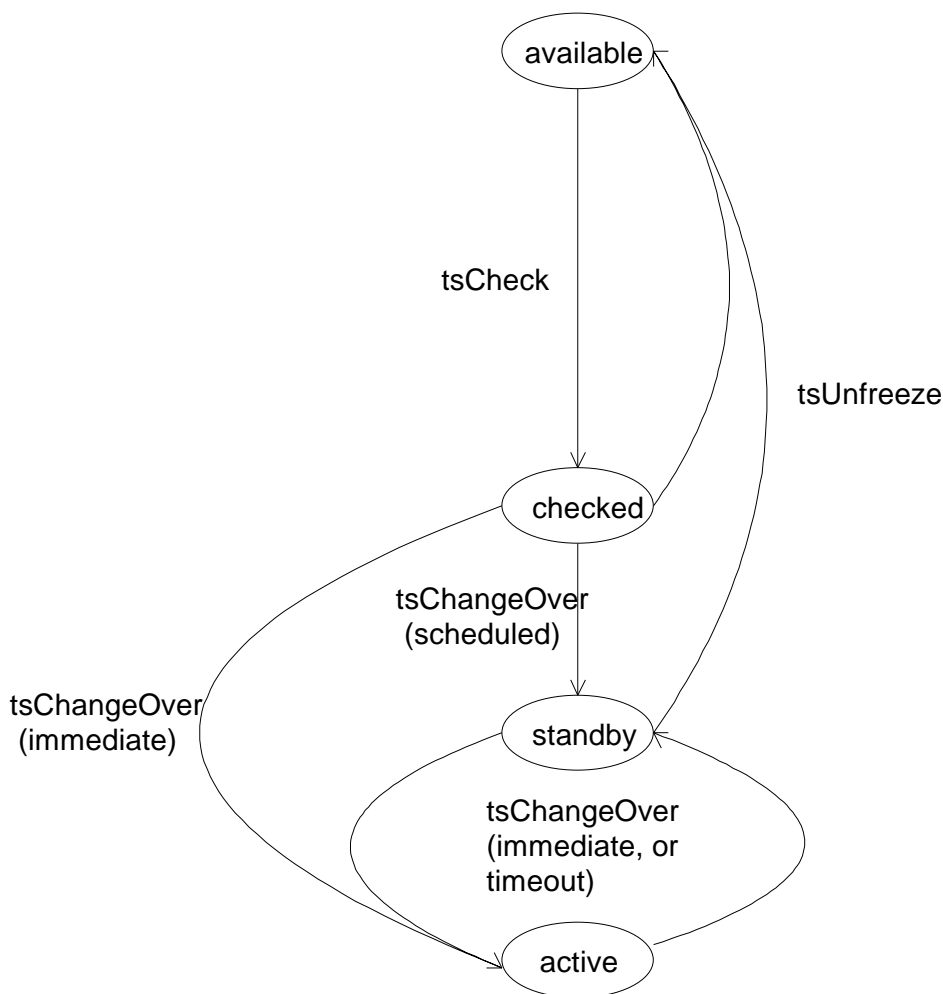 available
tsCheck
tsUnfreeze
checked
tsChangeOver
(scheduled)
tsChangeOver
(immediate)
standby
tsChangeOver
(immediate, or
timeout)
active